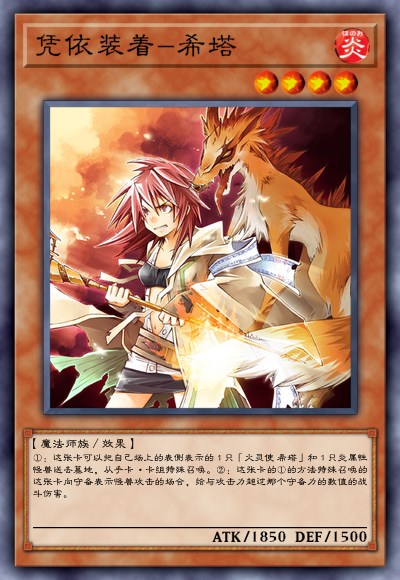 凭依装着-希塔
ほのお
炎
【魔法师族／效果】
①：这张卡可以把自己场上的表侧表示的1只「火灵使 希塔」和1只炎属性
怪兽送去墓地，从手卡·卡组特殊召唤。②：这张卡的①的方法特殊召唤的
这张卡向守备表示怪兽攻击的场合，给与攻击力超过那个守备力的数值的战
斗伤害。
ATK/1850 DEF/1500